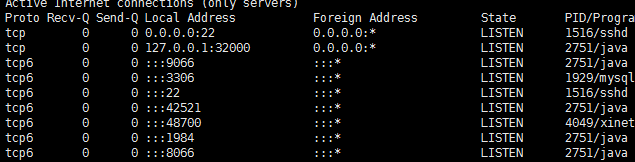 Active Internet connections (only servers)
Proto Recv-Q Send-Q Local Address           Foreign Address         State       PID/Progra
tcp        0      0 0.0.0.0:22              0.0.0.0:*               LISTEN      1516/sshd
tcp        0      0 127.0.0.1:32000         0.0.0.0:*               LISTEN      2751/java
tcp6       0      0 :::9066                 :::*                    LISTEN      2751/java
tcp6       0      0 :::3306                 :::*                    LISTEN      1929/mysql
tcp6       0      0 :::22                   :::*                    LISTEN      1516/sshd
tcp6       0      0 :::42521                :::*                    LISTEN      2751/java
tcp6       0      0 :::48700                :::*                    LISTEN      4049/xinet
tcp6       0      0 :::1984                 :::*                    LISTEN      2751/java
tcp6       0      0 :::8066                 :::*                    LISTEN      2751/java